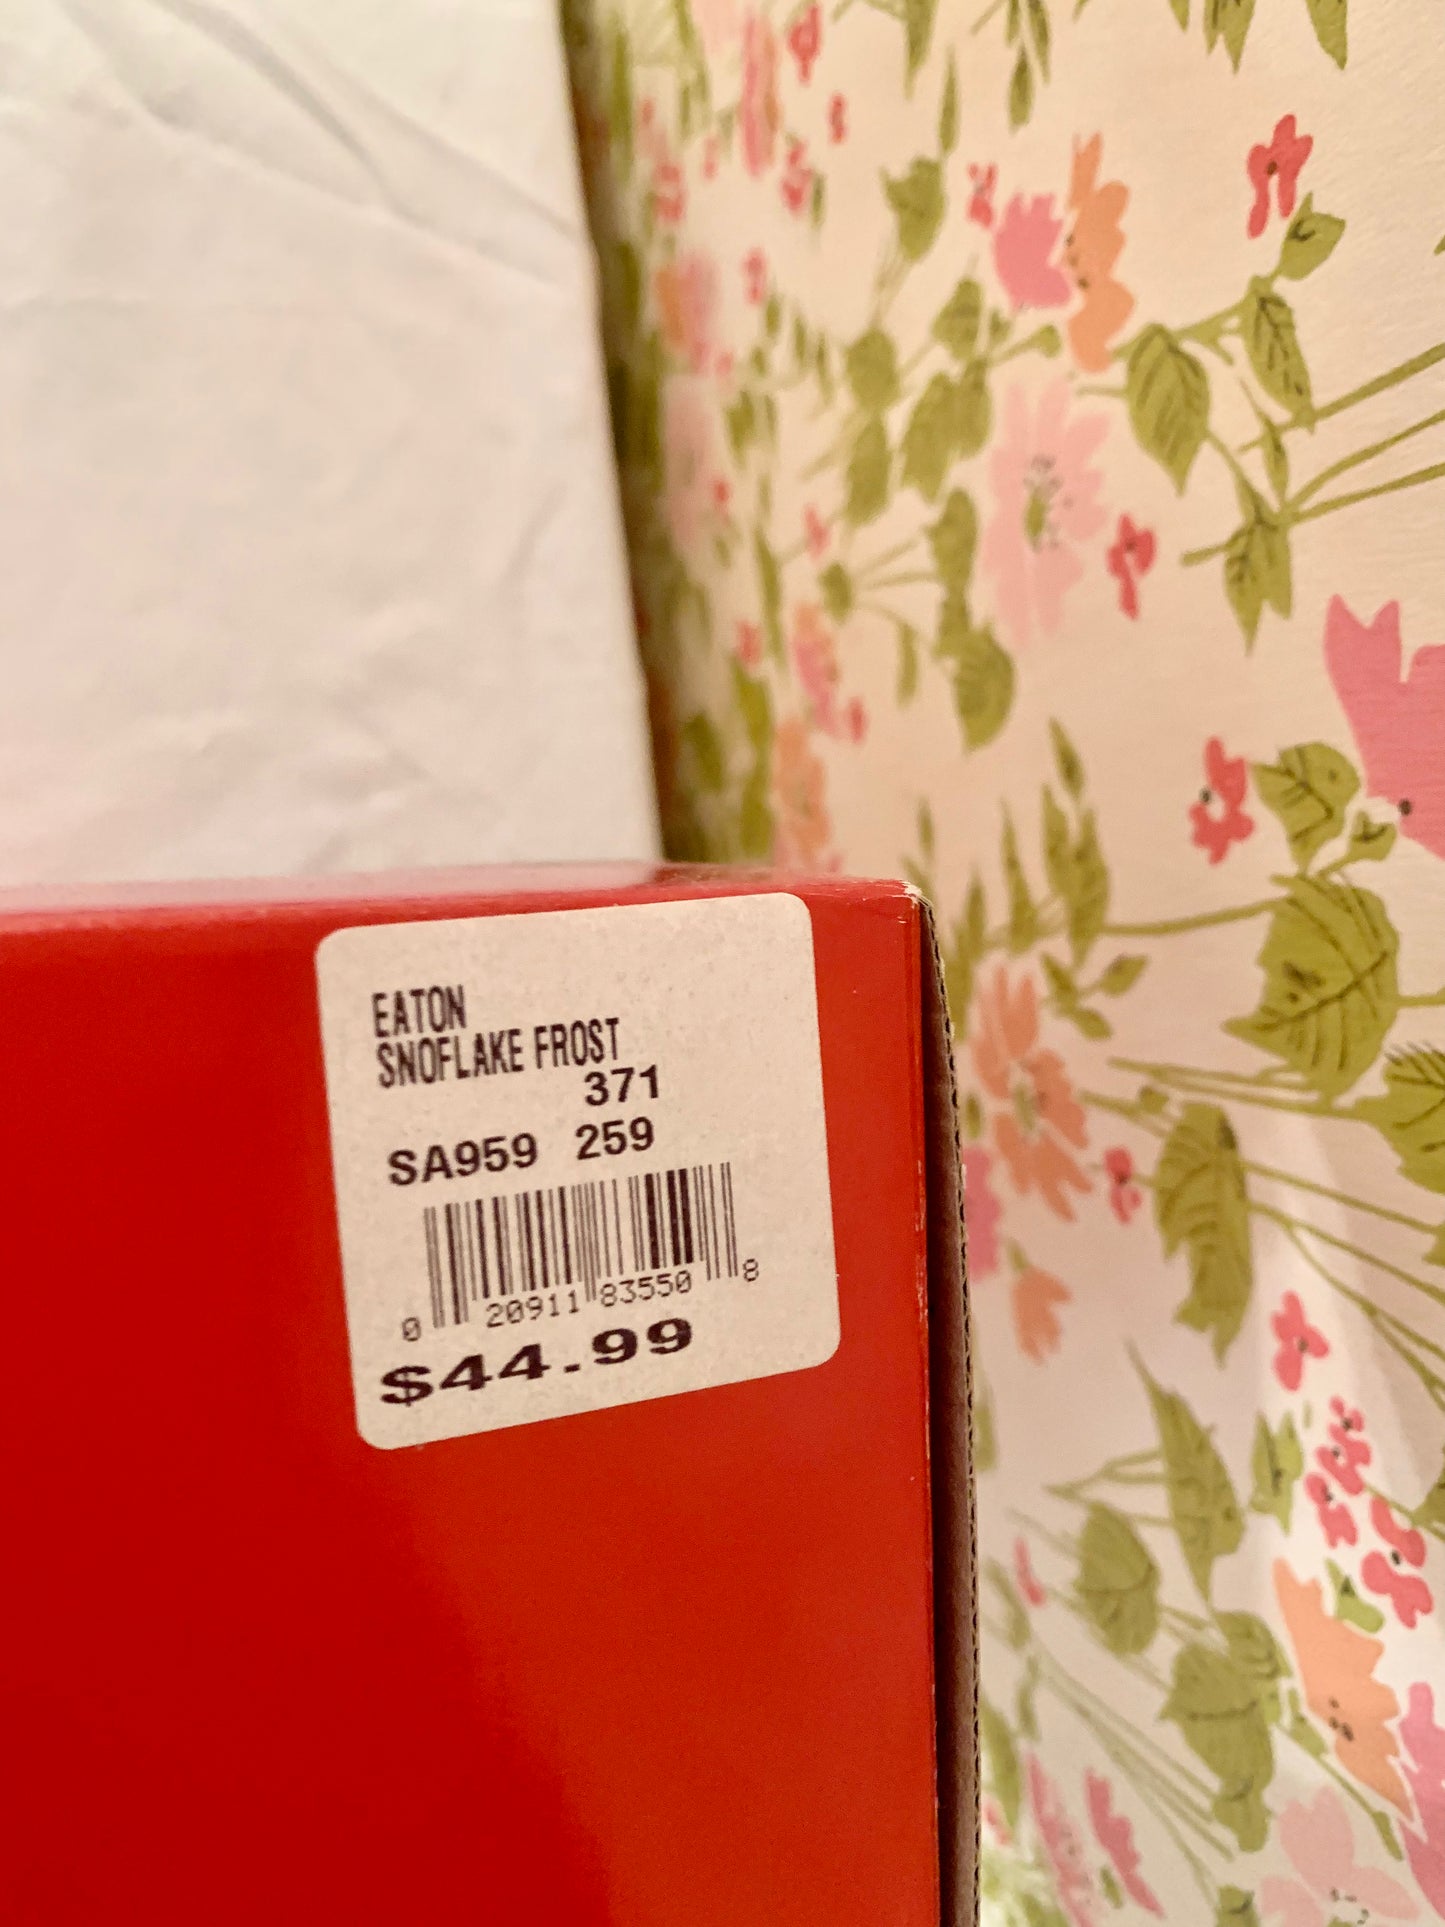 EATON
SNOFLAKE FROST
371
SA959 259
0 20911 83550 8
$44.99